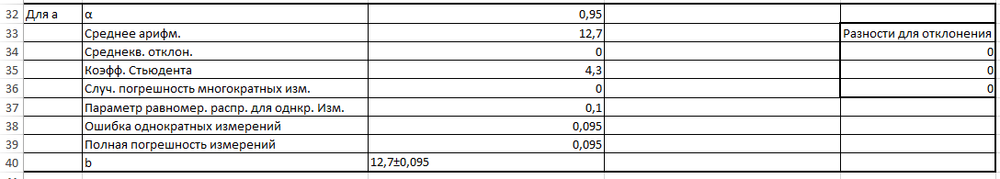 32 Для а α 0,95
33 Среднее арифм. 12,7 Разности для отклонения
34 Среднекв. отклон. 0 0
35 Коэфф. Стьюдента 4,3 0
36 Случ. погрешность многократных изм. 0 0
37 Параметр равномер. распр. для однкр. Изм. 0,1
38 Ошибка однократных измерений 0,095
39 Полная погрешность измерений 0,095
40 b 12,7±0,095